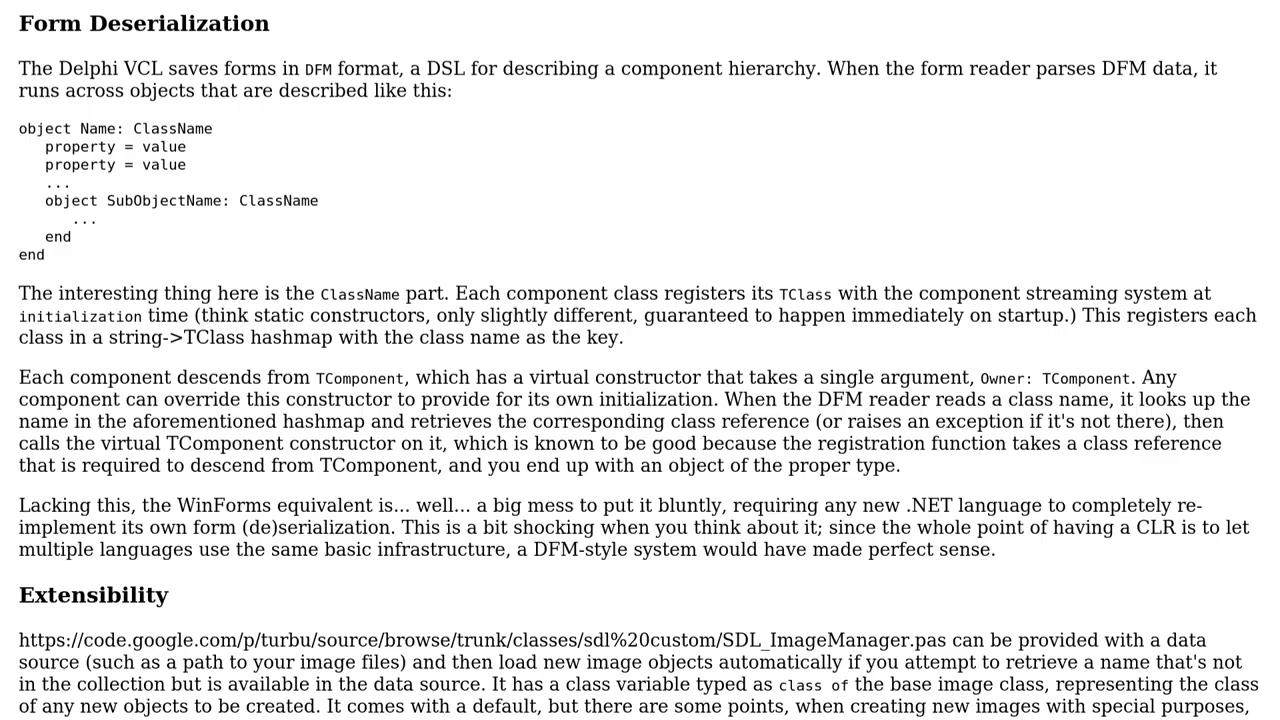 Form Deserialization
The Delphi VCL saves forms in DFM format, a DSL for describing a component hierarchy. When the form reader parses DFM data, it
runs across objects that are described like this:
object Name: ClassName
   property = value
   property = value
   ...
   object SubObjectName: ClassName
      ...
   end
end
The interesting thing here is the ClassName part. Each component class registers its TClass with the component streaming system at
initialization time (think static constructors, only slightly different, guaranteed to happen immediately on startup.) This registers each
class in a string->TClass hashmap with the class name as the key.
Each component descends from TComponent, which has a virtual constructor that takes a single argument, Owner: TComponent. Any
component can override this constructor to provide for its own initialization. When the DFM reader reads a class name, it looks up the
name in the aforementioned hashmap and retrieves the corresponding class reference (or raises an exception if it's not there), then
calls the virtual TComponent constructor on it, which is known to be good because the registration function takes a class reference
that is required to descend from TComponent, and you end up with an object of the proper type.
Lacking this, the WinForms equivalent is... well... a big mess to put it bluntly, requiring any new .NET language to completely re-
implement its own form (de)serialization. This is a bit shocking when you think about it; since the whole point of having a CLR is to let
multiple languages use the same basic infrastructure, a DFM-style system would have made perfect sense.
Extensibility
https://code.google.com/p/turbu/source/browse/trunk/classes/sdl%20custom/SDL_ImageManager.pas can be provided with a data
source (such as a path to your image files) and then load new image objects automatically if you attempt to retrieve a name that's not
in the collection but is available in the data source. It has a class variable typed as class of the base image class, representing the class
of any new objects to be created. It comes with a default, but there are some points, when creating new images with special purposes,